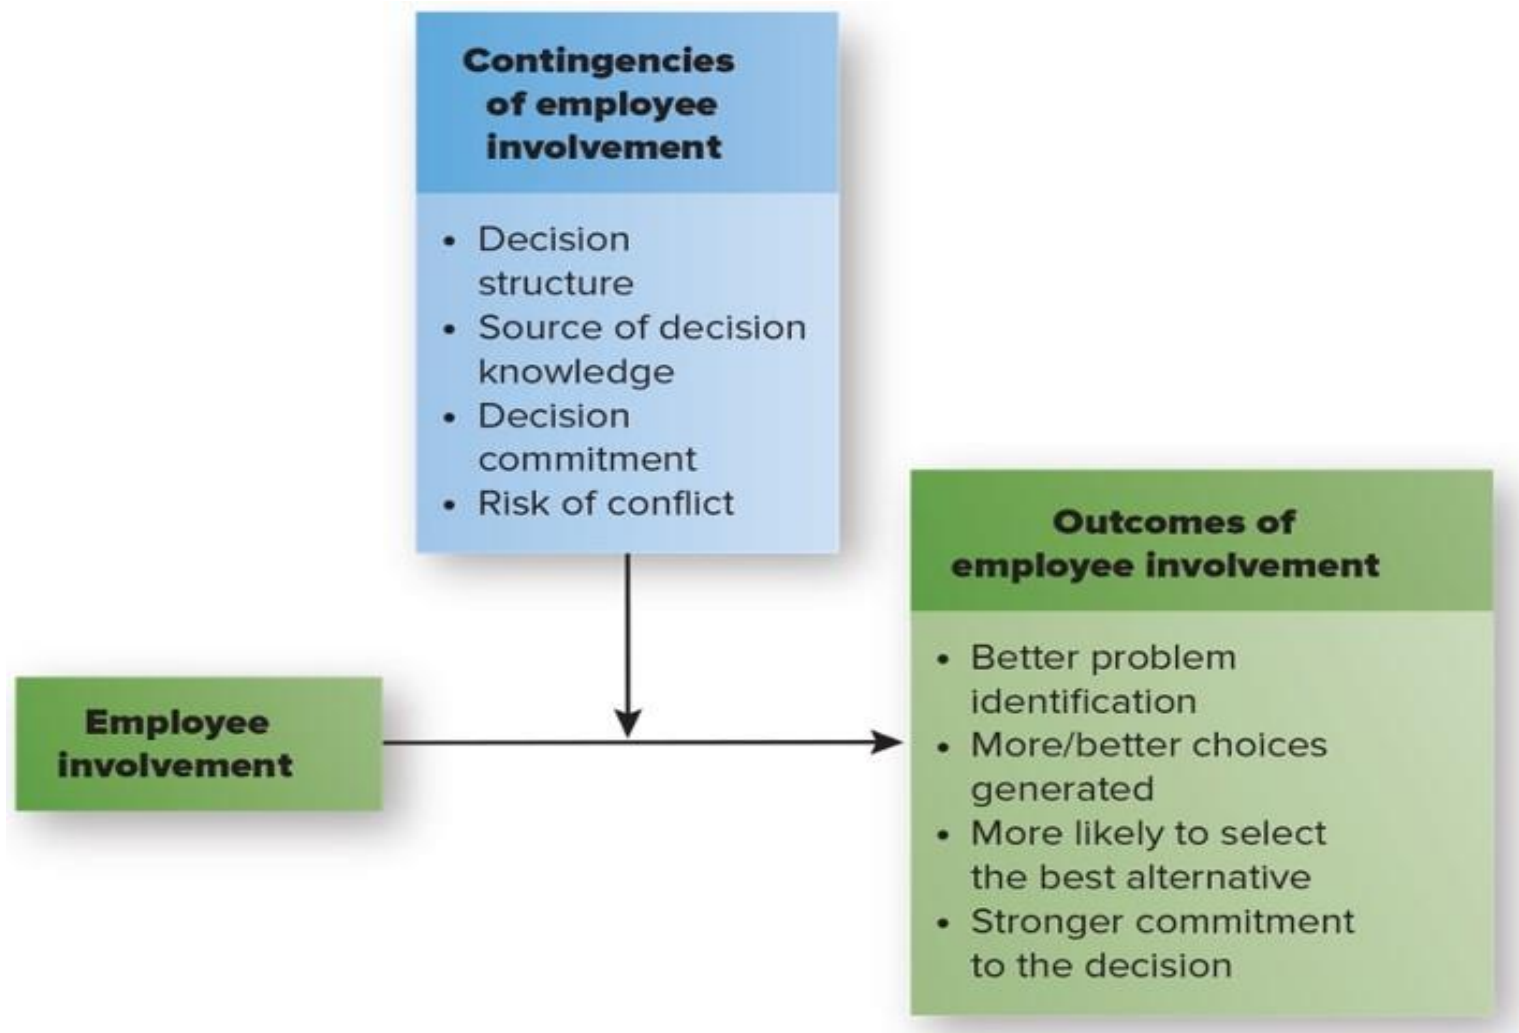 Contingencies
of employee
involvement
• Decision
structure
• Source of decision
knowledge
• Decision
commitment
• Risk of conflict
Employee
involvement
Outcomes of
employee involvement
• Better problem
identification
• More/better choices
generated
• More likely to select
the best alternative
• Stronger commitment
to the decision